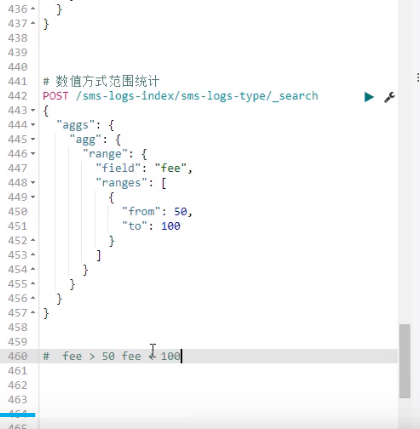 436 }
437 }
438
439
440
441 # 数值方式范围统计
442 POST /sms-logs-index/sms-logs-type/_search
443 {
444 "aggs": {
445 "agg": {
446 "range": {
447 "field": "fee",
448 "ranges": [
449 {
450 "from": 50,
451 "to": 100
452 }
453 ]
454 }
455 }
456 }
457 }
458
459
460 # fee > 50 fee < 100
461
462
463
464
465